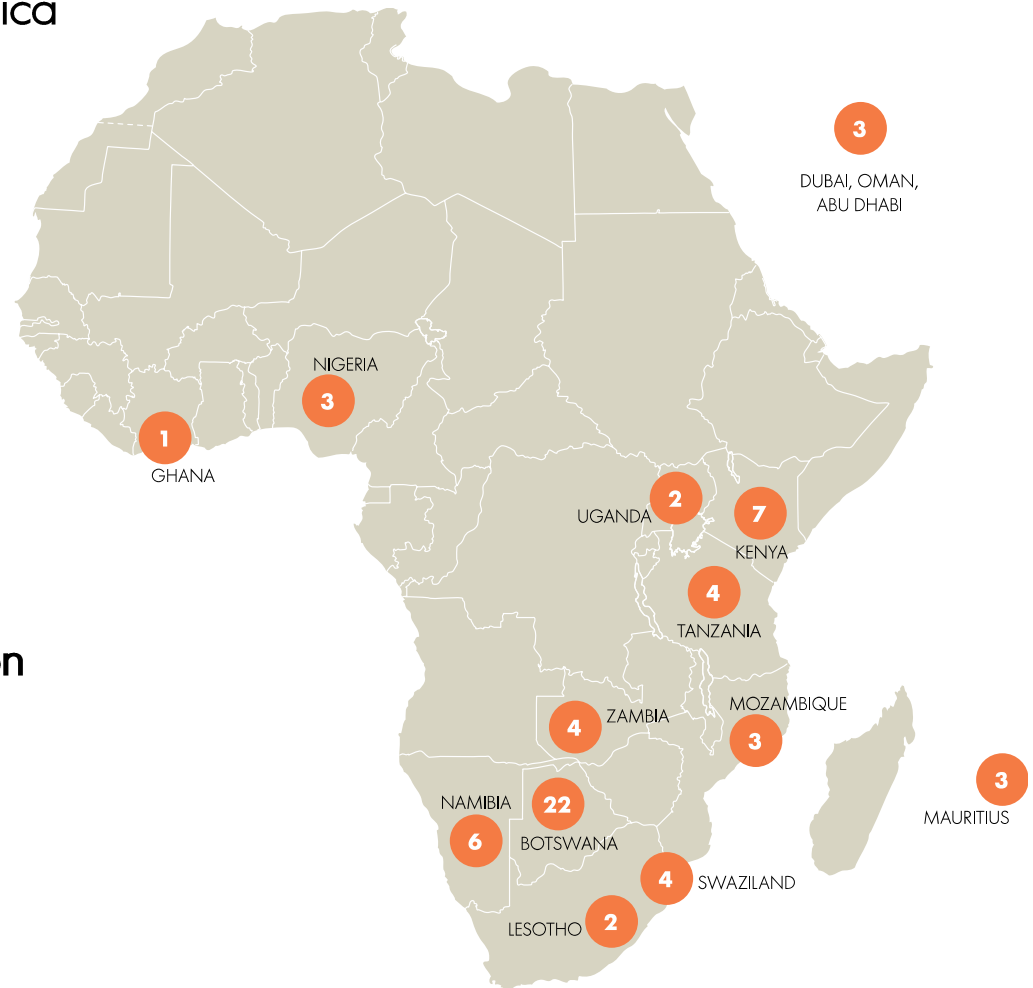 ica
3
DUBAI, OMAN,
ABU DHABI
NIGERIA
3
1
GHANA
2
UGANDA
7
KENYA
4
TANZANIA
on
MOZAMBIQUE
3
ZAMBIA
4
3
MAURITIUS
NAMIBIA
6
22
BOTSWANA
4
SWAZILAND
LESOTHO
2